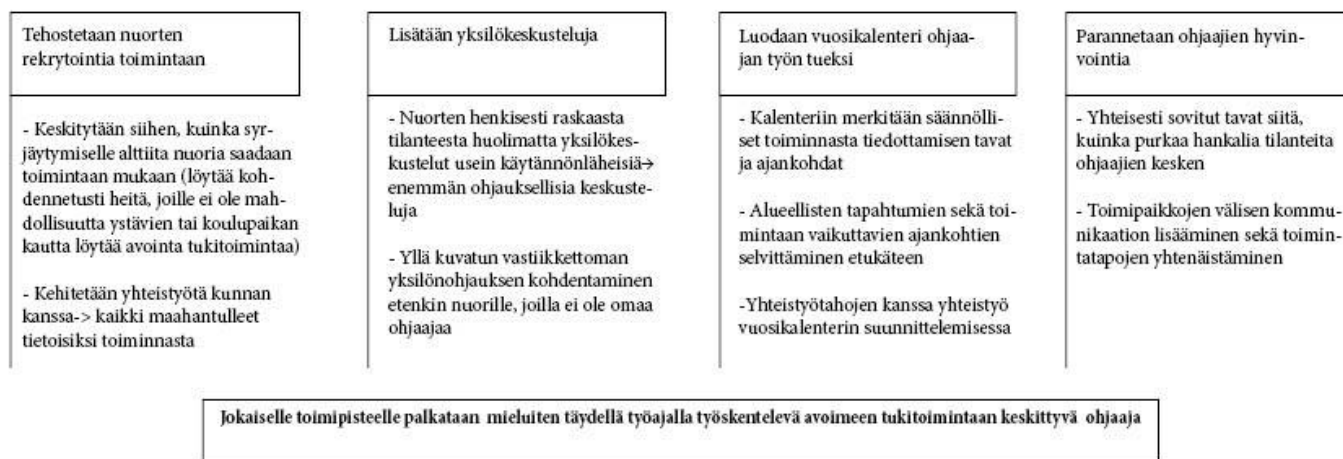 Tehostetaan nuorten
rekrytointia toimintaan
- Keskitytään siihen, kuinka syr-
jäytymiselle alttiita nuoria saadaan
toimintaan mukaan (löytää koh-
dennetusti heitä, joille ei ole mah-
dollisuutta ystävien tai koulupaikan
kautta löytää avointa tukitoimintaa)
- Kehitetään yhteistyötä kunnan
kanssa-> kaikki maahantulleet
tietoisiksi toiminnasta
Lisätään yksilökeskusteluja
- Nuorten henkisesti raskaasta
tilanteesta huolimatta yksilökes-
kustelut usein käytännönläheisiä→
enemmän ohjauksellisia keskuste-
luja
- Yllä kuvatun vastiikkettoman
yksilönohjauksen kohdentaminen
etenkin nuorille, joilla ei ole omaa
ohjaajaa
Luodaan vuosikalenteri ohjaa-
jan työn tueksi
- Kalenteriin merkitään säännölli-
set toiminnasta tiedottamisen tavat
ja ajankohdat
- Alueellisten tapahtumien sekä toi-
mintaan vaikuttavien ajankohtien
selvittäminen etukäteen
-Yhteistyötahojen kanssa yhteistyö
vuosikalenterin suunnittelemisessa
Parannetaan ohjaajien hyvin-
vointia
- Yhteisesti sovitut tavat siitä,
kuinka purkaa hankalia tilanteita
ohjaajien kesken
- Toimipaikkojen välisen kommu-
nikaation lisääminen sekä toimin-
tatapojen yhtenäistäminen
Jokaiselle toimipisteelle palkataan mieluiten täydellä työajalla työskentelevä avoimeen tukitoimintaan keskittyvä ohjaaja